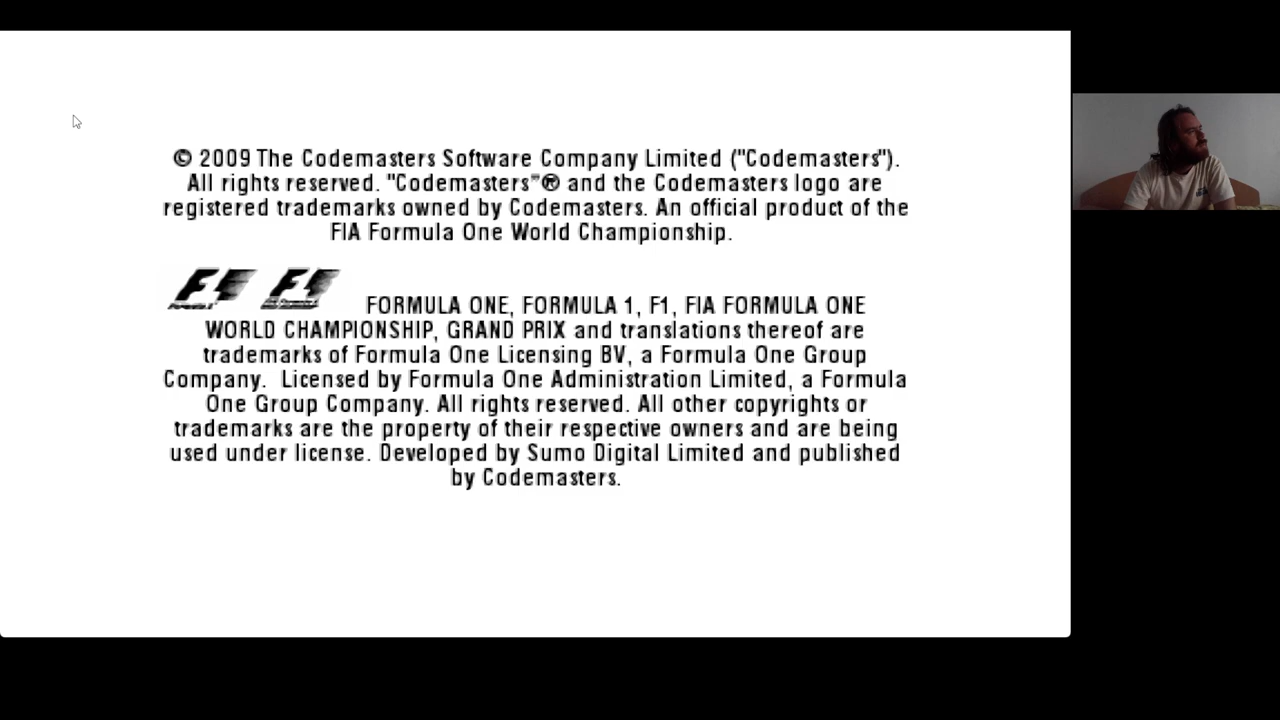 © 2009 The Codemasters Software Company Limited ("Codemasters").
All rights reserved. "Codemasters"® and the Codemasters logo are
registered trademarks owned by Codemasters. An official product of the
FIA Formula One World Championship.
F1 F1 FORMULA ONE, FORMULA 1, F1, FIA FORMULA ONE
WORLD CHAMPIONSHIP, GRAND PRIX and translations thereof are
trademarks of Formula One Licensing BV, a Formula One Group
Company. Licensed by Formula One Administration Limited, a Formula
One Group Company. All rights reserved. All other copyrights or
trademarks are the property of their respective owners and are being
used under license. Developed by Sumo Digital Limited and published
by Codemasters.